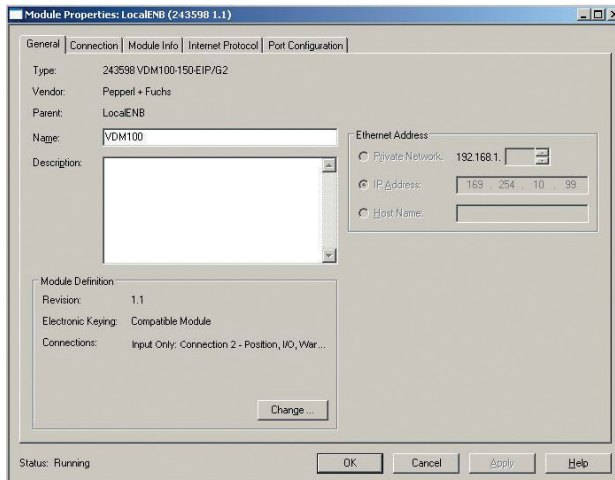 Module Properties: LocalENB (243598 1.1)
General Connection Module Info Internet Protocol Port Configuration
Type: 243598 VDM100-150-EIP/G2
Vendor: Pepperl + Fuchs
Parent: LocalENB
Name: VDM100
Description:
Ethernet Address
Private Network: 192.168.1.
IP Address: 169 . 254 . 10 . 99
Host Name:
Module Definition
Revision: 1.1
Electronic Keying: Compatible Module
Connections: Input Only: Connection 2 - Position, I/O, War...
Change ...
Status: Running
OK Cancel Apply Help